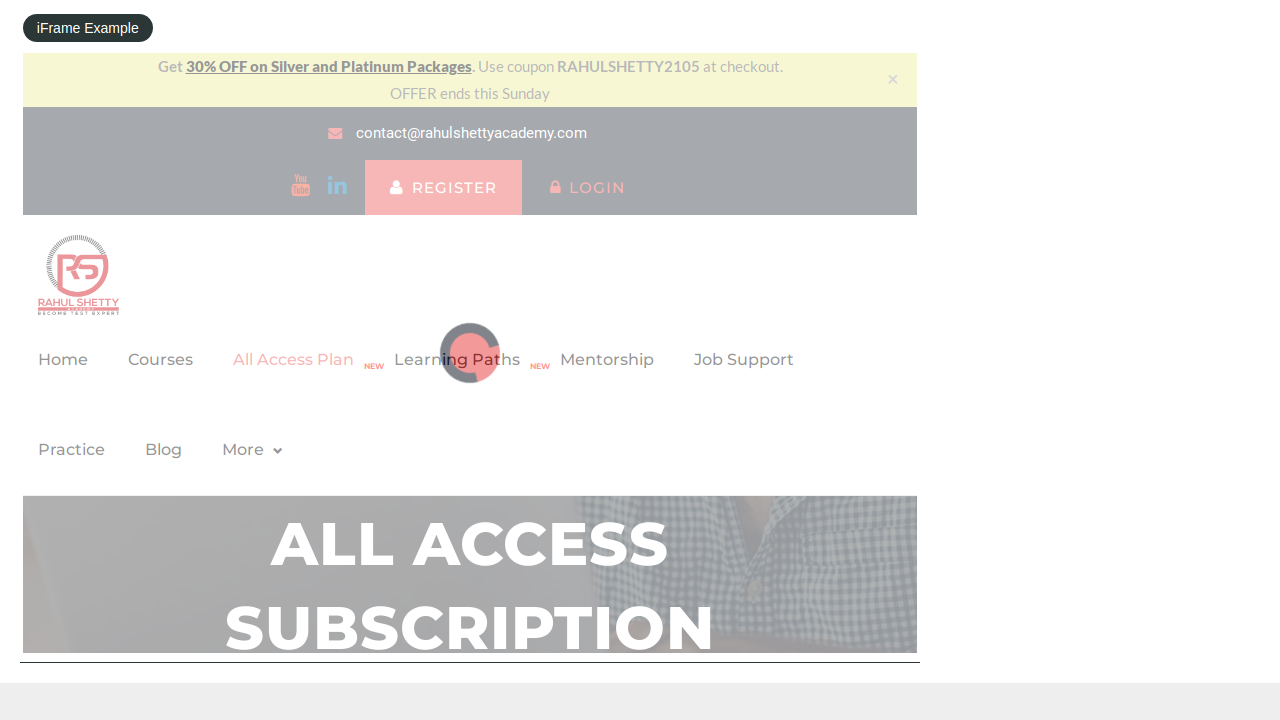 iFrame Example
Get 30% OFF on Silver and Platinum Packages. Use coupon RAHULSHETTY2105 at checkout.
OFFER ends this Sunday
×
contact@rahulshettyacademy.com
You Tube
in
REGISTER
LOGIN
RS
RAHUL SHETTY
ACADEMY
BECOME TEST EXPERT
Home
Courses
All Access Plan
NEW
Learning Paths
NEW
Mentorship
Job Support
Practice
Blog
More
ALL ACCESS
SUBSCRIPTION